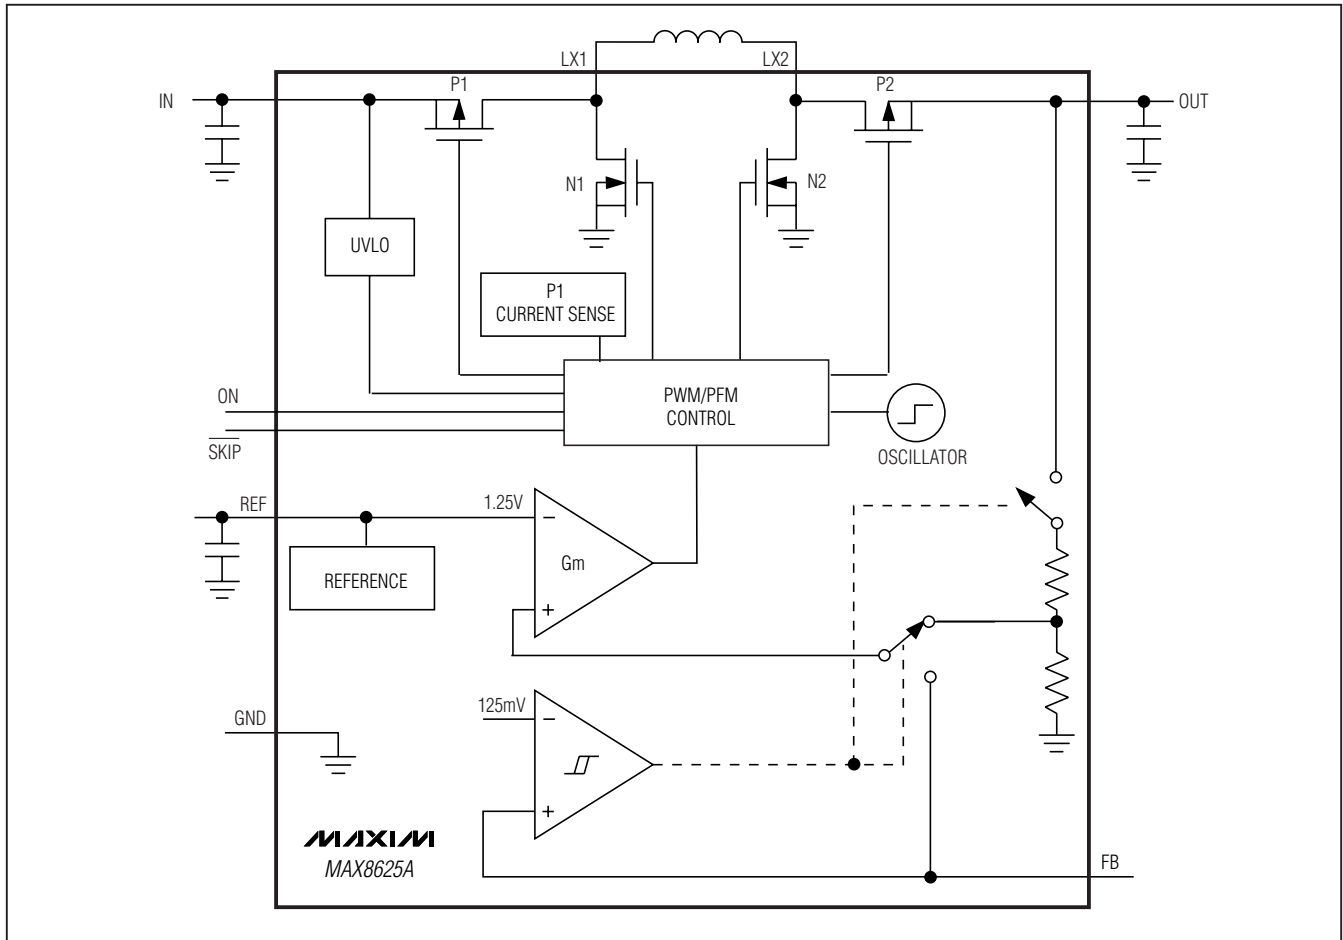 LX1
LX2
P1
P2
IN
OUT
N1
N2
UVLO
P1
CURRENT SENSE
ON
SKIP
PWM/PFM
CONTROL
OSCILLATOR
REF
1.25V
−
Gm
+
REFERENCE
GND
125mV
−
+
MAXIM
MAX8625A
FB